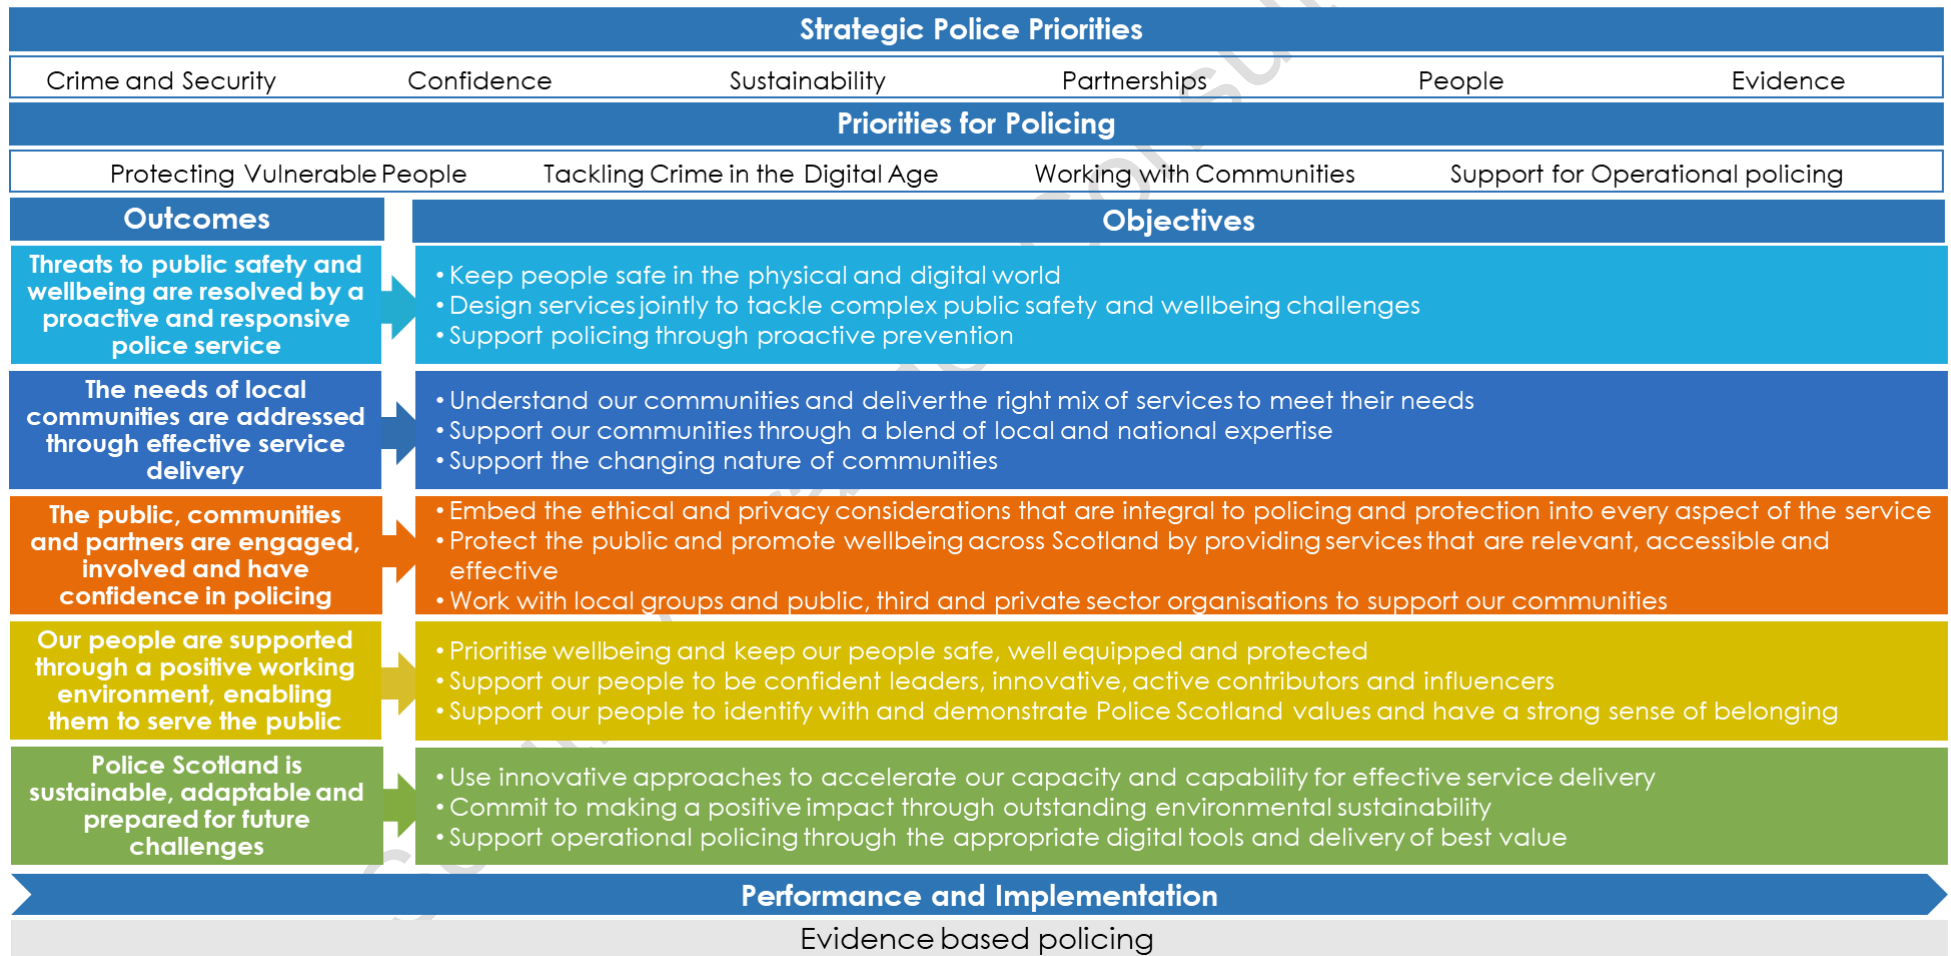 Strategic Police Priorities
Crime and Security Confidence Sustainability Partnerships People Evidence
Priorities for Policing
Protecting Vulnerable People Tackling Crime in the Digital Age Working with Communities Support for Operational policing
Outcomes
Objectives
Threats to public safety and
wellbeing are resolved by a
proactive and responsive
police service
• Keep people safe in the physical and digital world
• Design services jointly to tackle complex public safety and wellbeing challenges
• Support policing through proactive prevention
The needs of local
communities are addressed
through effective service
delivery
• Understand our communities and deliver the right mix of services to meet their needs
• Support our communities through a blend of local and national expertise
• Support the changing nature of communities
The public, communities
and partners are engaged,
involved and have
confidence in policing
• Embed the ethical and privacy considerations that are integral to policing and protection into every aspect of the service
• Protect the public and promote wellbeing across Scotland by providing services that are relevant, accessible and
effective
• Work with local groups and public, third and private sector organisations to support our communities
Our people are supported
through a positive working
environment, enabling
them to serve the public
• Prioritise wellbeing and keep our people safe, well equipped and protected
• Support our people to be confident leaders, innovative, active contributors and influencers
• Support our people to identify with and demonstrate Police Scotland values and have a strong sense of belonging
Police Scotland is
sustainable, adaptable and
prepared for future
challenges
• Use innovative approaches to accelerate our capacity and capability for effective service delivery
• Commit to making a positive impact through outstanding environmental sustainability
• Support operational policing through the appropriate digital tools and delivery of best value
Performance and Implementation
Evidence based policing